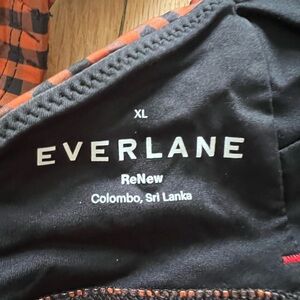 XL
EVERLANE
ReNew
Colombo, Sri Lanka